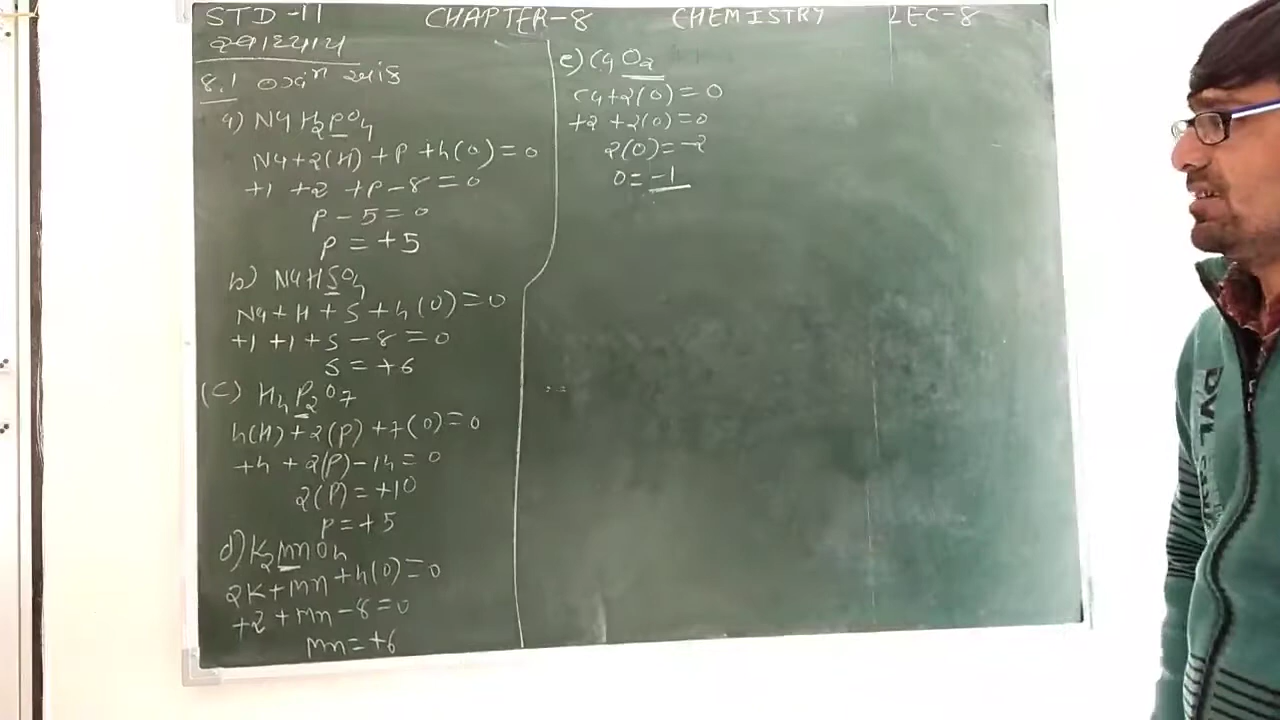 STD-11 CHAPTER-8 CHEMISTRY LEC-8
સ્વાધ્યાય
8.1 આંક
a) NaH2PO4
Na+2(H)+P+4(O)=0
+1+2+P-8=0
P-5=0
P=+5
b) NaHSO4
Na+H+S+4(O)=0
+1+1+S-8=0
S=+6
(C) H4P2O7
4(H)+2(P)+7(O)=0
+4+2(P)-14=0
2(P)=+10
P=+5
d) K2MnO4
2K+Mn+4(O)=0
+2+Mn-8=0
Mn=+6
e) CaO2
Ca+2(O)=0
+2+2(O)=0
2(O)=-2
O=-1
DVL